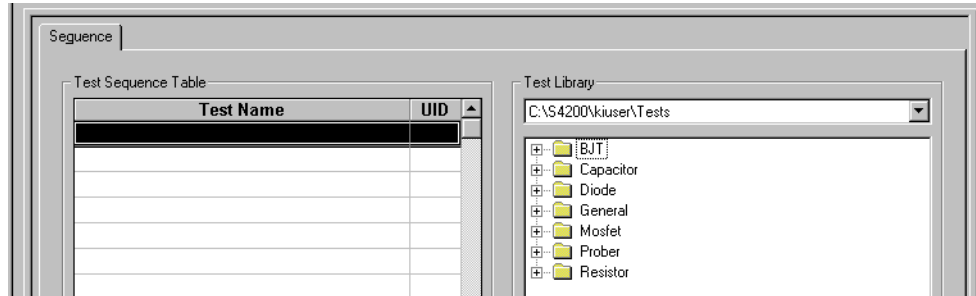 Sequence
Test Sequence Table
Test Name UID
Test Library
C:\S4200\kiuser\Tests
BJT
Capacitor
Diode
General
Mosfet
Prober
Resistor